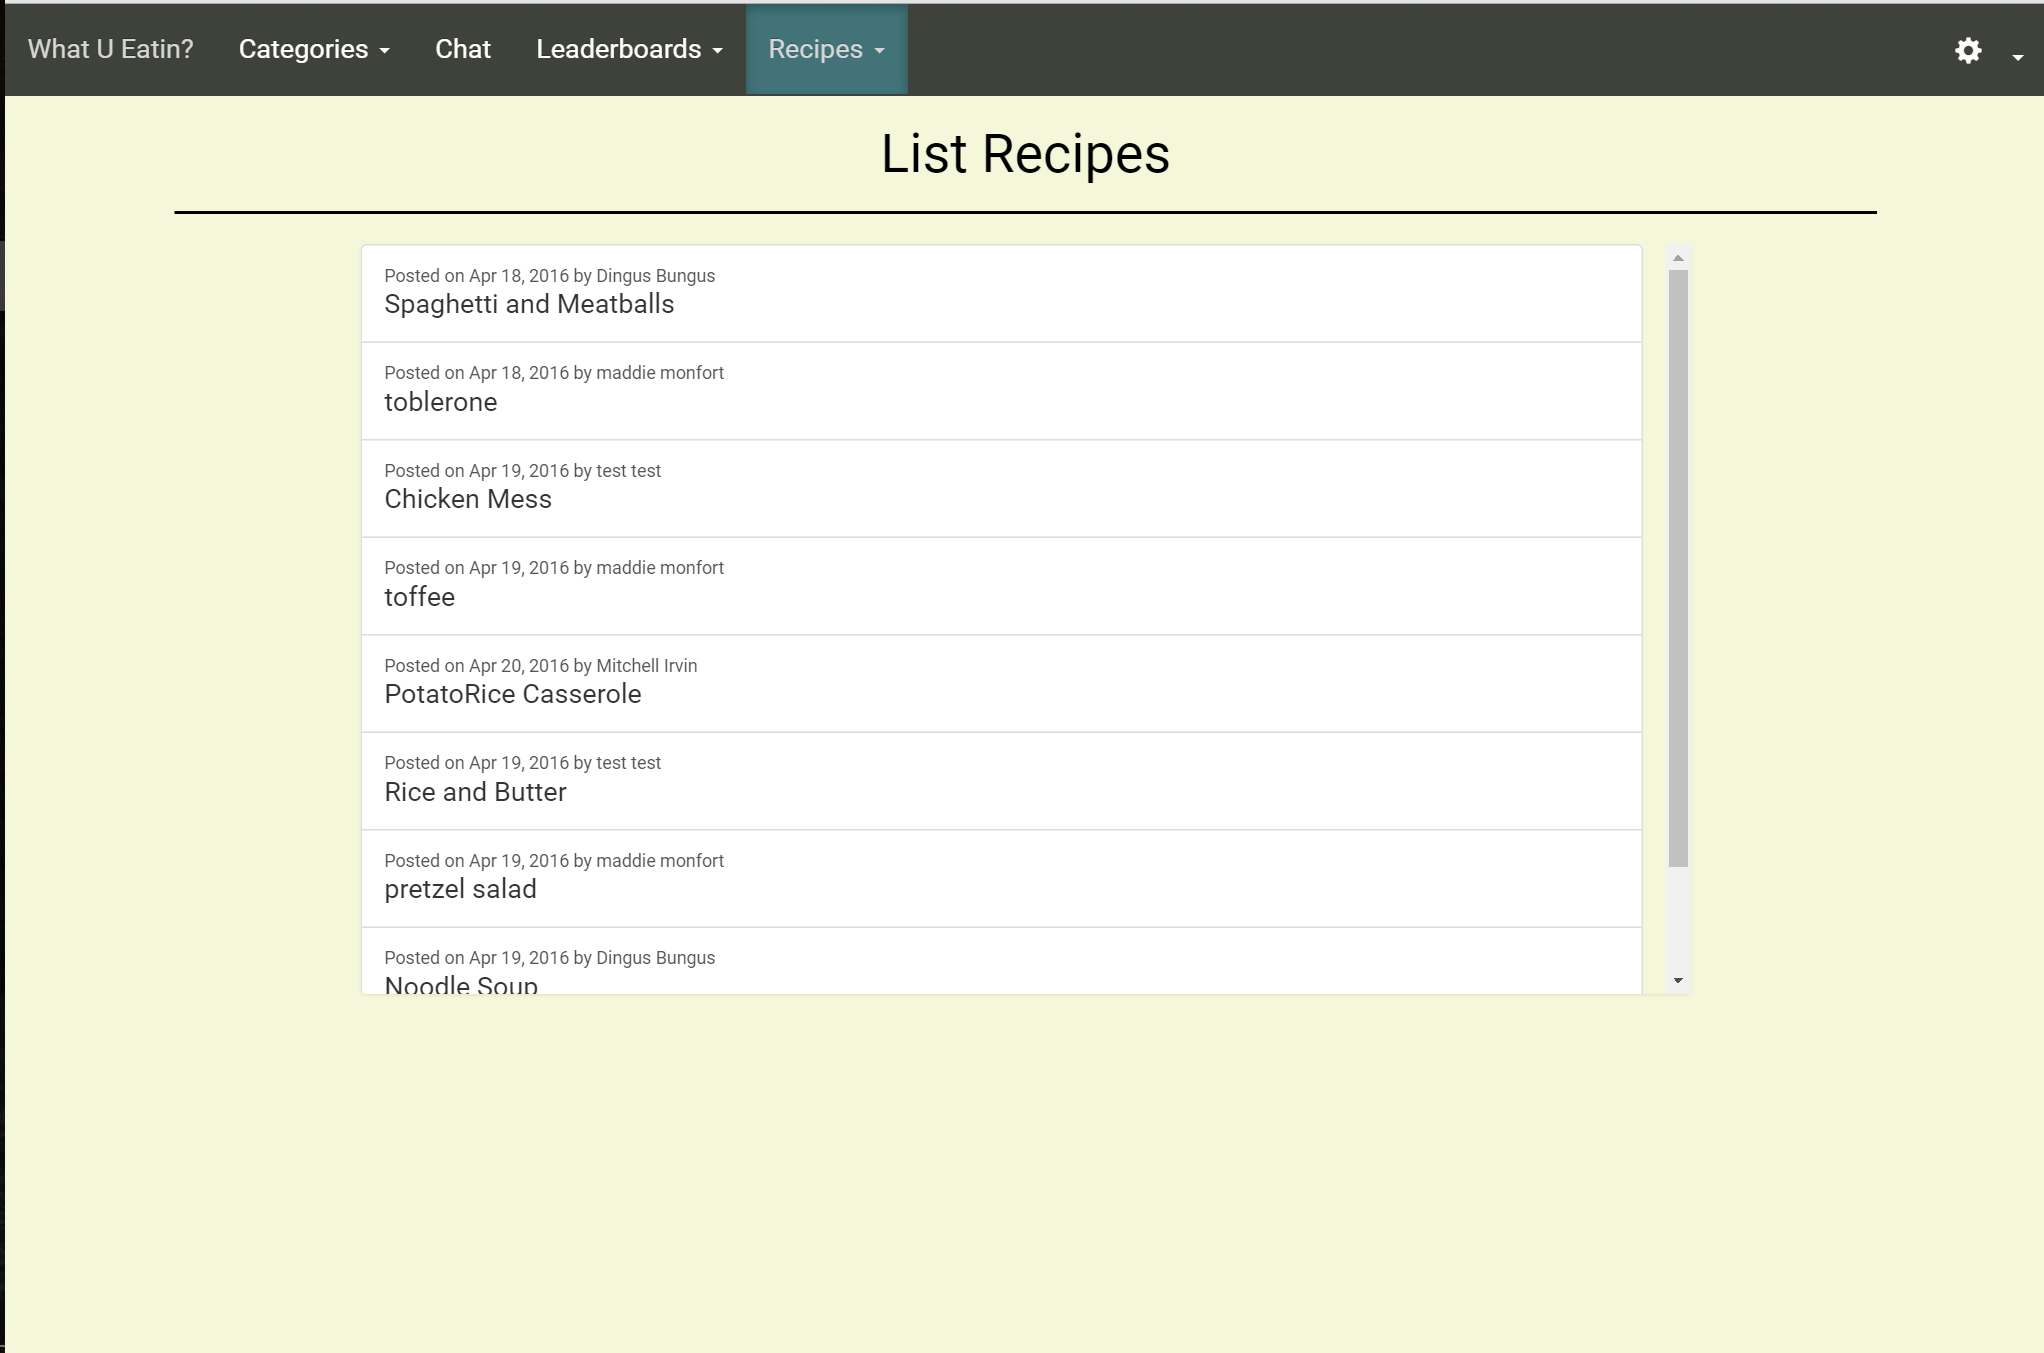 What U Eatin? Categories Chat Leaderboards Recipes
List Recipes
Posted on Apr 18, 2016 by Dingus Bungus
Spaghetti and Meatballs
Posted on Apr 18, 2016 by maddie monfort
toblerone
Posted on Apr 19, 2016 by test test
Chicken Mess
Posted on Apr 19, 2016 by maddie monfort
toffee
Posted on Apr 20, 2016 by Mitchell Irvin
PotatoRice Casserole
Posted on Apr 19, 2016 by test test
Rice and Butter
Posted on Apr 19, 2016 by maddie monfort
pretzel salad
Posted on Apr 19, 2016 by Dingus Bungus
Noodle Soup